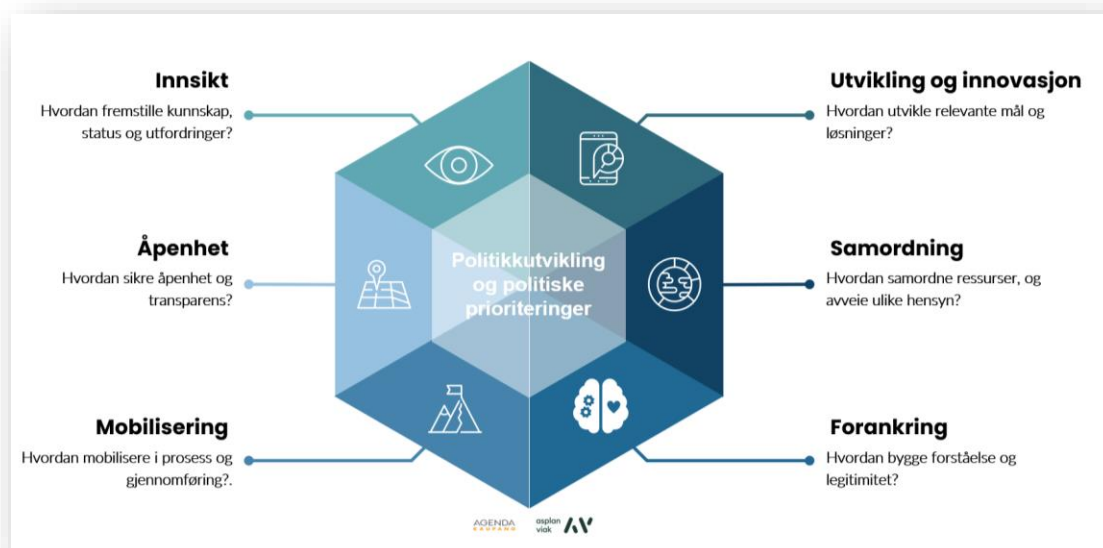 Innsikt
Hvordan fremstille kunnskap,
status og utfordringer?
Utvikling og innovasjon
Hvordan utvikle relevante mål og
løsninger?
Åpenhet
Hvordan sikre åpenhet og
transparens?
Politikkutvikling
og politiske
prioriteringer
Samordning
Hvordan samordne ressurser, og
avveie ulike hensyn?
Mobilisering
Hvordan mobilisere i prosess og
gjennomføring?.
Forankring
Hvordan bygge forståelse og
legitimitet?
AGENDA
KAUPANG
asplan
viak